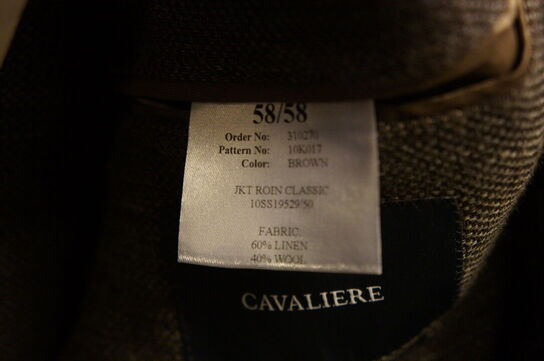 58/58
Order No: 310270
Pattern No: 10K017
Color: BROWN
JKT ROIN CLASSIC
10SS19529/50
FABRIC:
60% LINEN
40% WOOL
CAVALIERE